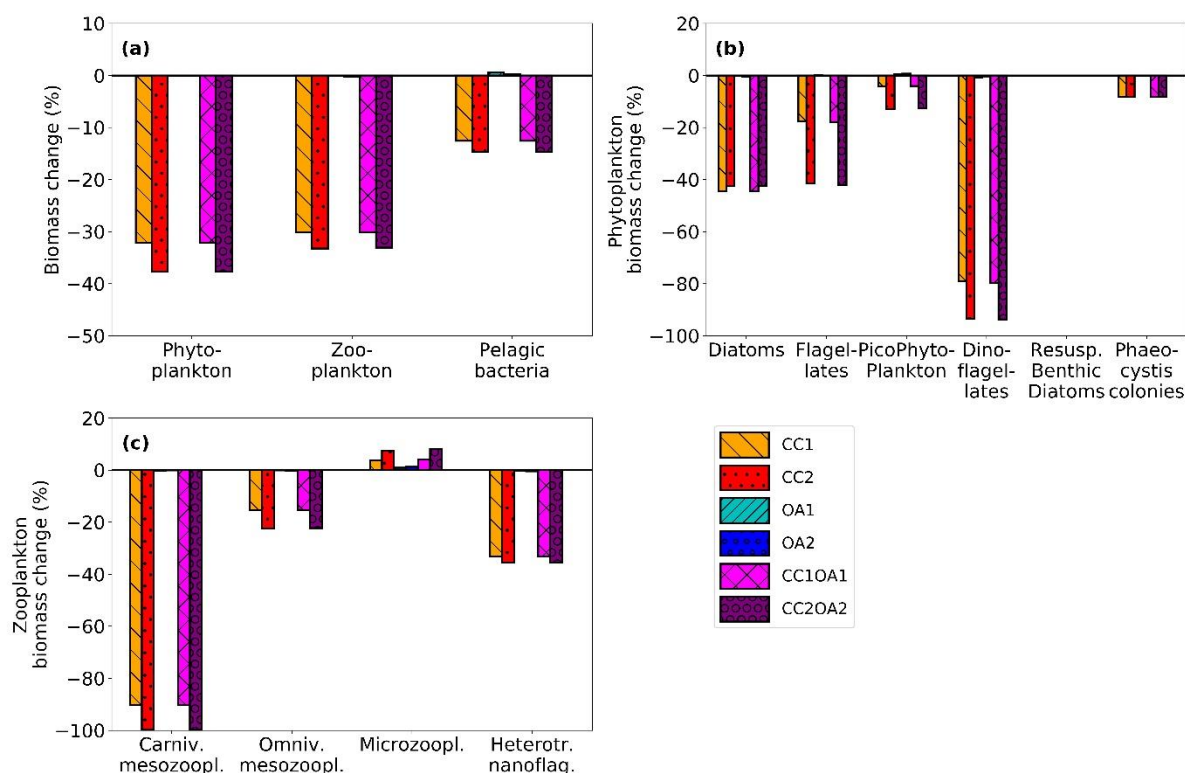 (a)
Biomass change (%)
10
0
−10
−20
−30
−40
−50
Phyto-
plankton
Zoo-
plankton
Pelagic
bacteria
(b)
Phytoplankton
biomass change (%)
20
0
−20
−40
−60
−80
−100
Diatoms
Flagel-
lates
PicoPhyto-
Plankton
Dino-
flagel-
lates
Resusp.
Benthic
Diatoms
Phaeo-
cystis
colonies
(c)
Zooplankton
biomass change (%)
20
0
−20
−40
−60
−80
−100
Carniv.
mesozoopl.
Omniv.
mesozoopl.
Microzoopl.
Heterotr.
nanoflag.
CC1
CC2
OA1
OA2
CC1OA1
CC2OA2